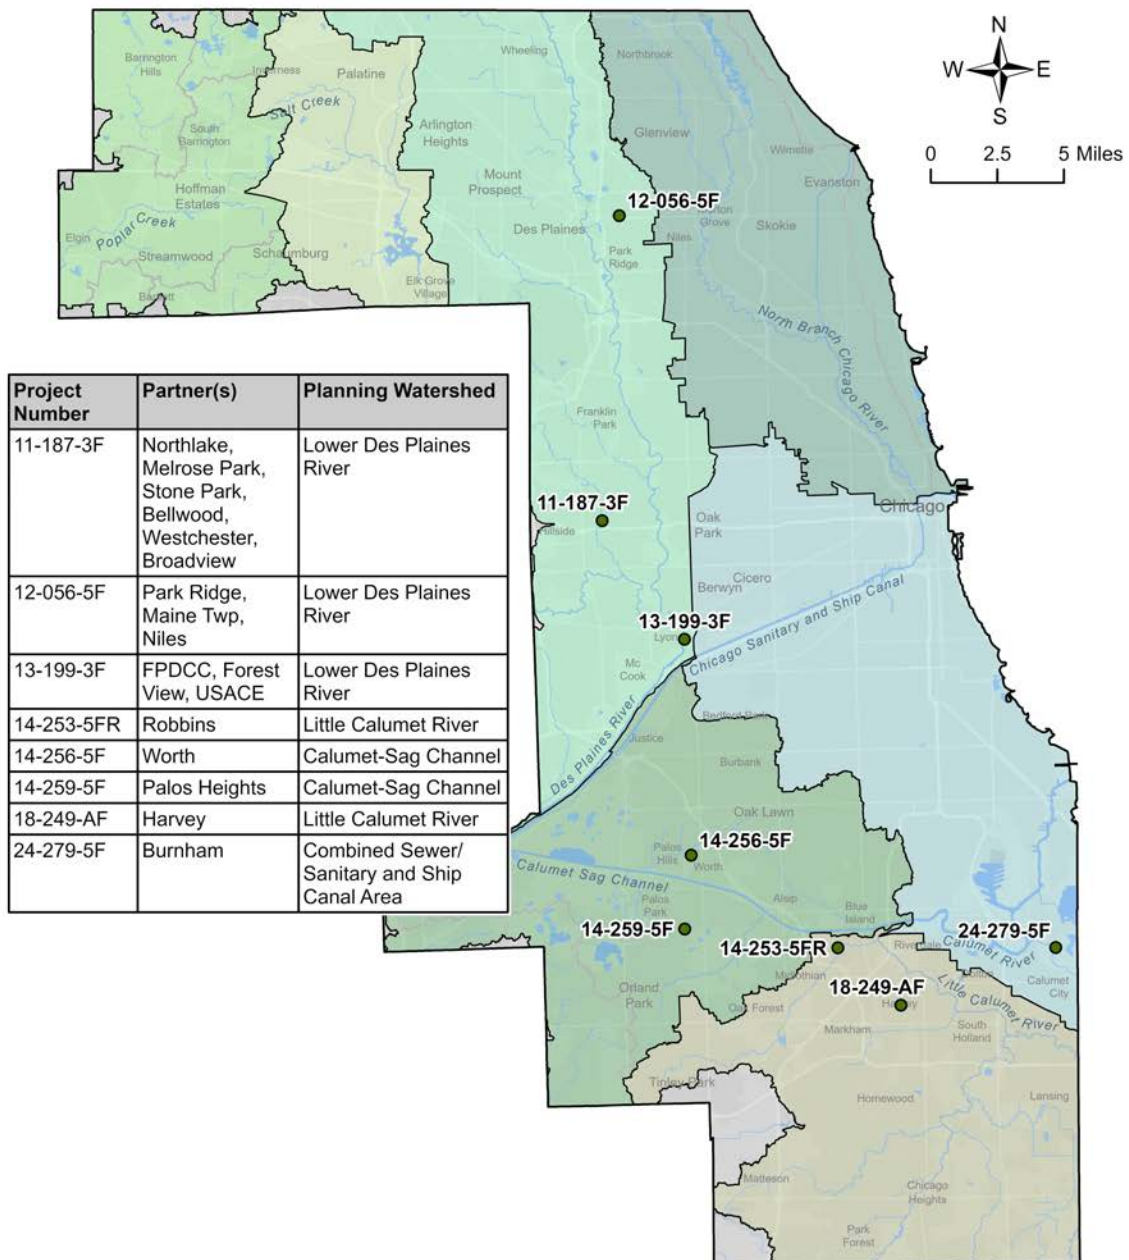 N
W E
S
0 2.5 5 Miles
Barrington
Hills
Inverness
Palatine
Wheeling
Northbrook
Salt Creek
South
Barrington
Arlington
Heights
Glenview
Wilmette
Hoffman
Estates
Mount
Prospect
Evanston
12-056-5F
Morton
Grove
Skokie
Elgin
Poplar Creek
Des Plaines
Niles
Streamwood
Schaumburg
Park
Ridge
Bartlett
Elk Grove
Village
North Branch Chicago River
Project
Number
Partner(s)
Planning Watershed
11-187-3F
Northlake,
Melrose Park,
Stone Park,
Bellwood,
Westchester,
Broadview
Lower Des Plaines
River
12-056-5F
Park Ridge,
Maine Twp,
Niles
Lower Des Plaines
River
13-199-3F
FPDCC, Forest
View, USACE
Lower Des Plaines
River
14-253-5FR
Robbins
Little Calumet River
14-256-5F
Worth
Calumet-Sag Channel
14-259-5F
Palos Heights
Calumet-Sag Channel
18-249-AF
Harvey
Little Calumet River
24-279-5F
Burnham
Combined Sewer/
Sanitary and Ship
Canal Area
Franklin
Park
11-187-3F
Hillside
Oak
Park
Chicago
Cicero
Berwyn
13-199-3F
Lyons
Chicago Sanitary and Ship Canal
Mc
Cook
Des Plaines River
Bedford Park
Justice
Burbank
Oak Lawn
14-256-5F
Palos
Hills
Worth
Calumet Sag Channel
Palos
Park
Alsip
Blue
Island
14-259-5F
14-253-5FR
Riverdale
24-279-5F
Calumet River
Midlothian
Dolton
Calumet
City
18-249-AF
Harvey
Little Calumet River
Orland
Park
Oak Forest
Markham
South
Holland
Tinley Park
Homewood
Lansing
Matteson
Chicago
Heights
Park
Forest